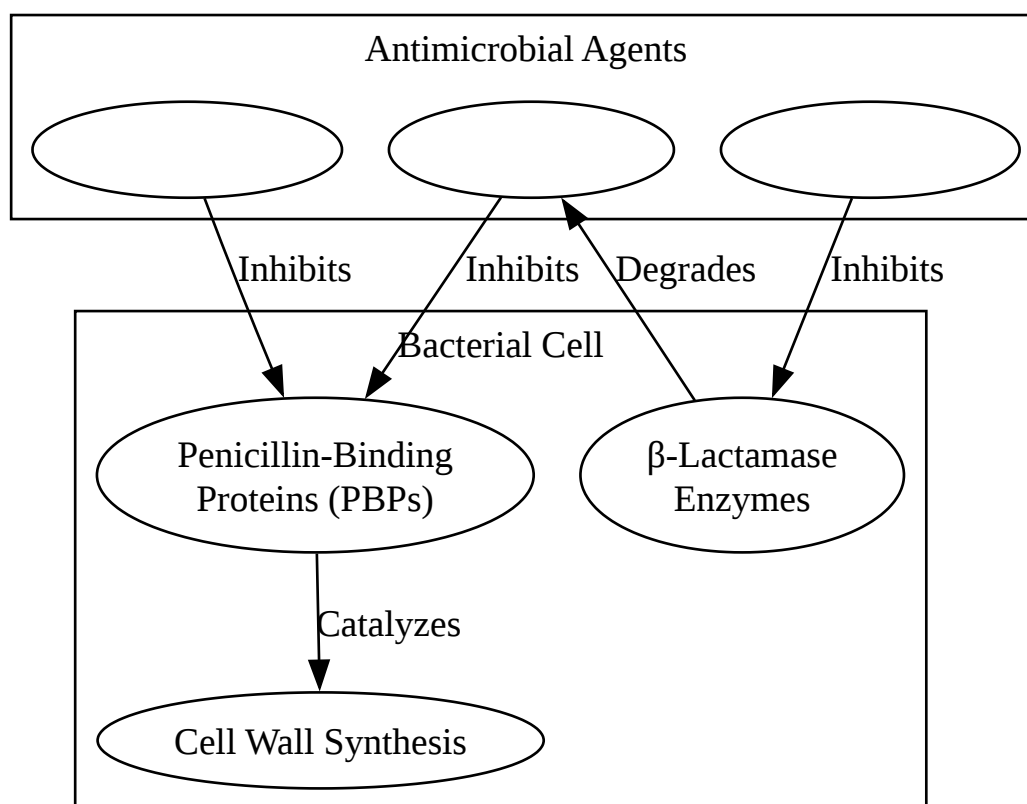 Antimicrobial Agents
Inhibits
Inhibits
Degrades
Inhibits
Bacterial Cell
Penicillin-Binding
Proteins (PBPs)
β-Lactamase
Enzymes
Catalyzes
Cell Wall Synthesis